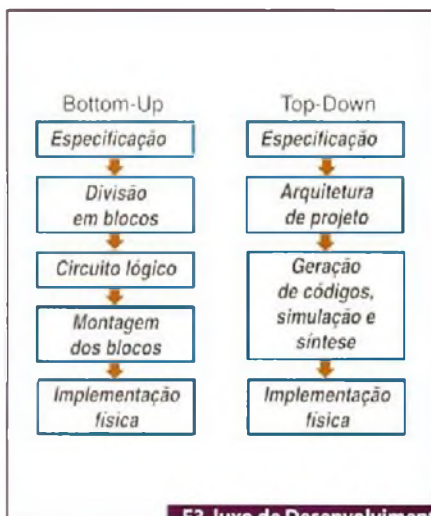 Bottom-Up
Especificação
Divisão
em blocos
Circuito lógico
Montagem
dos blocos
Implementação
física
Top-Down
Especificação
Arquitetura
de projeto
Geração
de códigos,
simulação e
síntese
Implementação
física
de